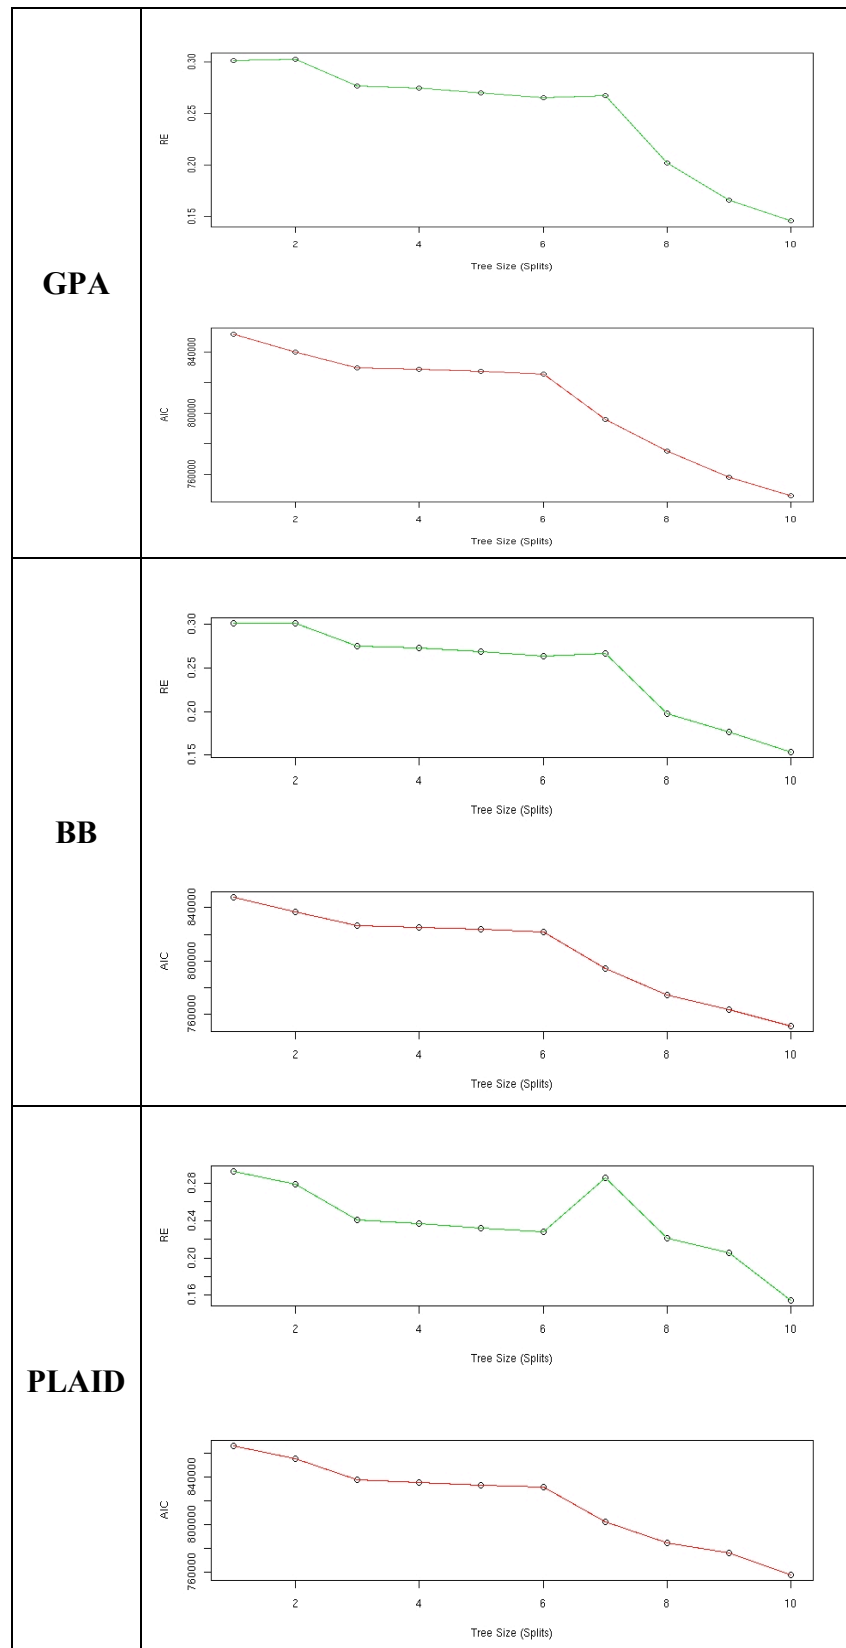 GPA
RE
0.30
0.25
0.20
0.15
2 4 6 8 10
Tree Size (Splits)
AIC
840000
800000
760000
2 4 6 8 10
Tree Size (Splits)
BB
RE
0.30
0.25
0.20
0.15
2 4 6 8 10
Tree Size (Splits)
AIC
840000
800000
760000
2 4 6 8 10
Tree Size (Splits)
PLAID
RE
0.28
0.24
0.20
0.16
2 4 6 8 10
Tree Size (Splits)
AIC
840000
800000
760000
2 4 6 8 10
Tree Size (Splits)